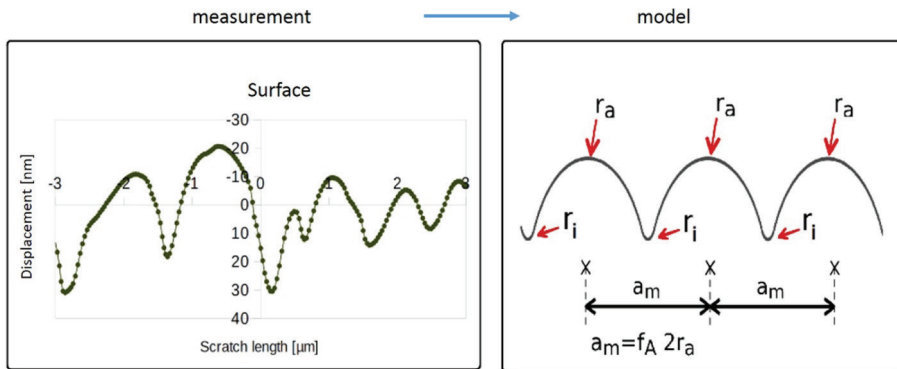 measurement
model
Surface
Displacement [nm]
-30
-20
-10
0
10
20
30
40
-3
-2
-1
0
1
2
3
Scratch length [µm]
rₐ
rₐ
rₐ
rᵢ
rᵢ
rᵢ
x
x
x
aₘ
aₘ
aₘ=f_A 2rₐ